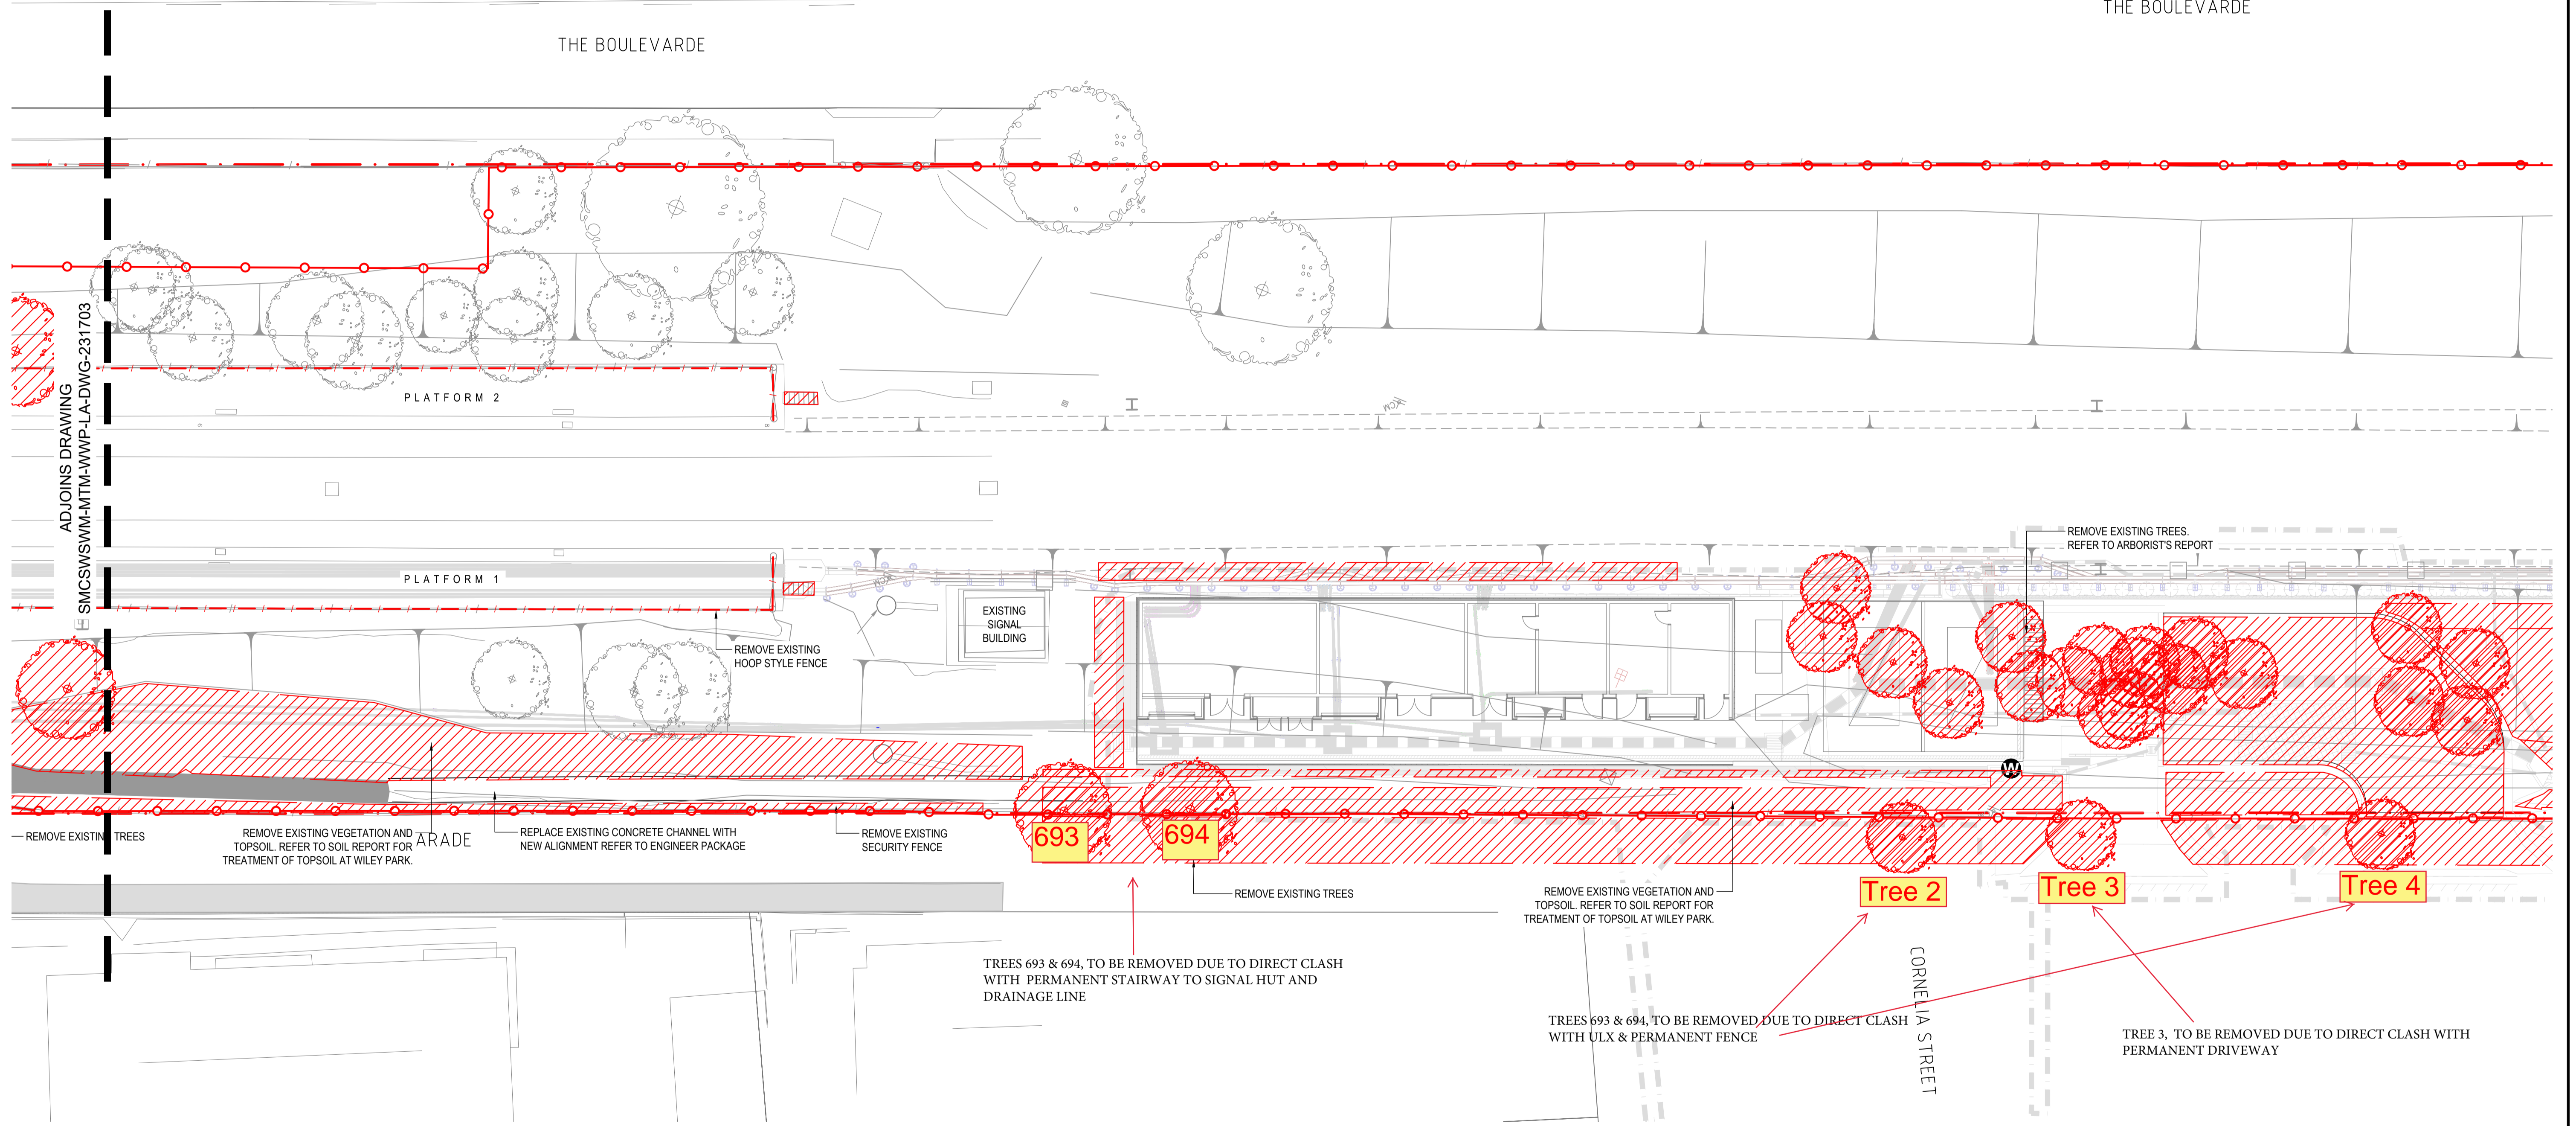 THE BOULEVARDE
THE BOULEVARDE
ADJOINS DRAWING
SMCSWSWM-MTM-WWP-LA-DWG-231703
PLATFORM 2
PLATFORM 1
REMOVE EXISTING
HOOP STYLE FENCE
EXISTING
SIGNAL
BUILDING
REMOVE EXISTING TREES.
REFER TO ARBORIST'S REPORT
W
REMOVE EXISTING TREES
REMOVE EXISTING VEGETATION AND
TOPSOIL. REFER TO SOIL REPORT FOR
TREATMENT OF TOPSOIL AT WILEY PARK.
ARADE
REPLACE EXISTING CONCRETE CHANNEL WITH
NEW ALIGNMENT REFER TO ENGINEER PACKAGE
REMOVE EXISTING
SECURITY FENCE
693
694
REMOVE EXISTING TREES
REMOVE EXISTING VEGETATION AND
TOPSOIL. REFER TO SOIL REPORT FOR
TREATMENT OF TOPSOIL AT WILEY PARK.
Tree 2
Tree 3
Tree 4
CORNELIA STREET
TREES 693 & 694, TO BE REMOVED DUE TO DIRECT CLASH
WITH PERMANENT STAIRWAY TO SIGNAL HUT AND
DRAINAGE LINE
TREES 693 & 694, TO BE REMOVED DUE TO DIRECT CLASH
WITH ULX & PERMANENT FENCE
TREE 3, TO BE REMOVED DUE TO DIRECT CLASH WITH
PERMANENT DRIVEWAY